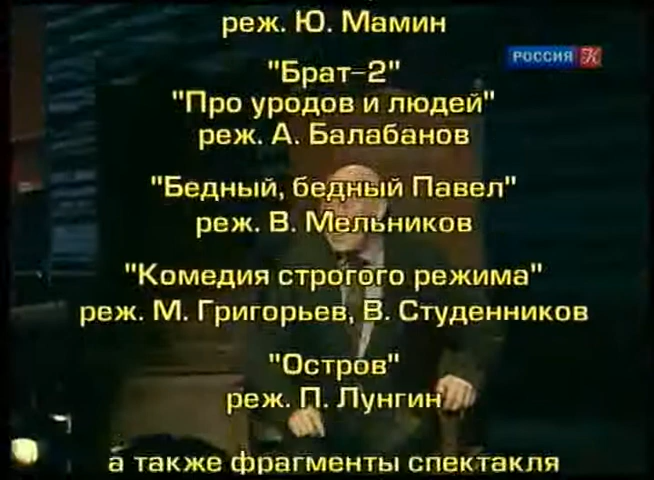 реж. Ю. Мамин
РОССИЯ К
"Брат-2"
"Про уродов и людей"
реж. А. Балабанов
"Бедный, бедный Павел"
реж. В. Мельников
"Комедия строгого режима"
реж. М. Григорьев, В. Студенников
"Остров"
реж. П. Лунгин
а также фрагменты спектакля